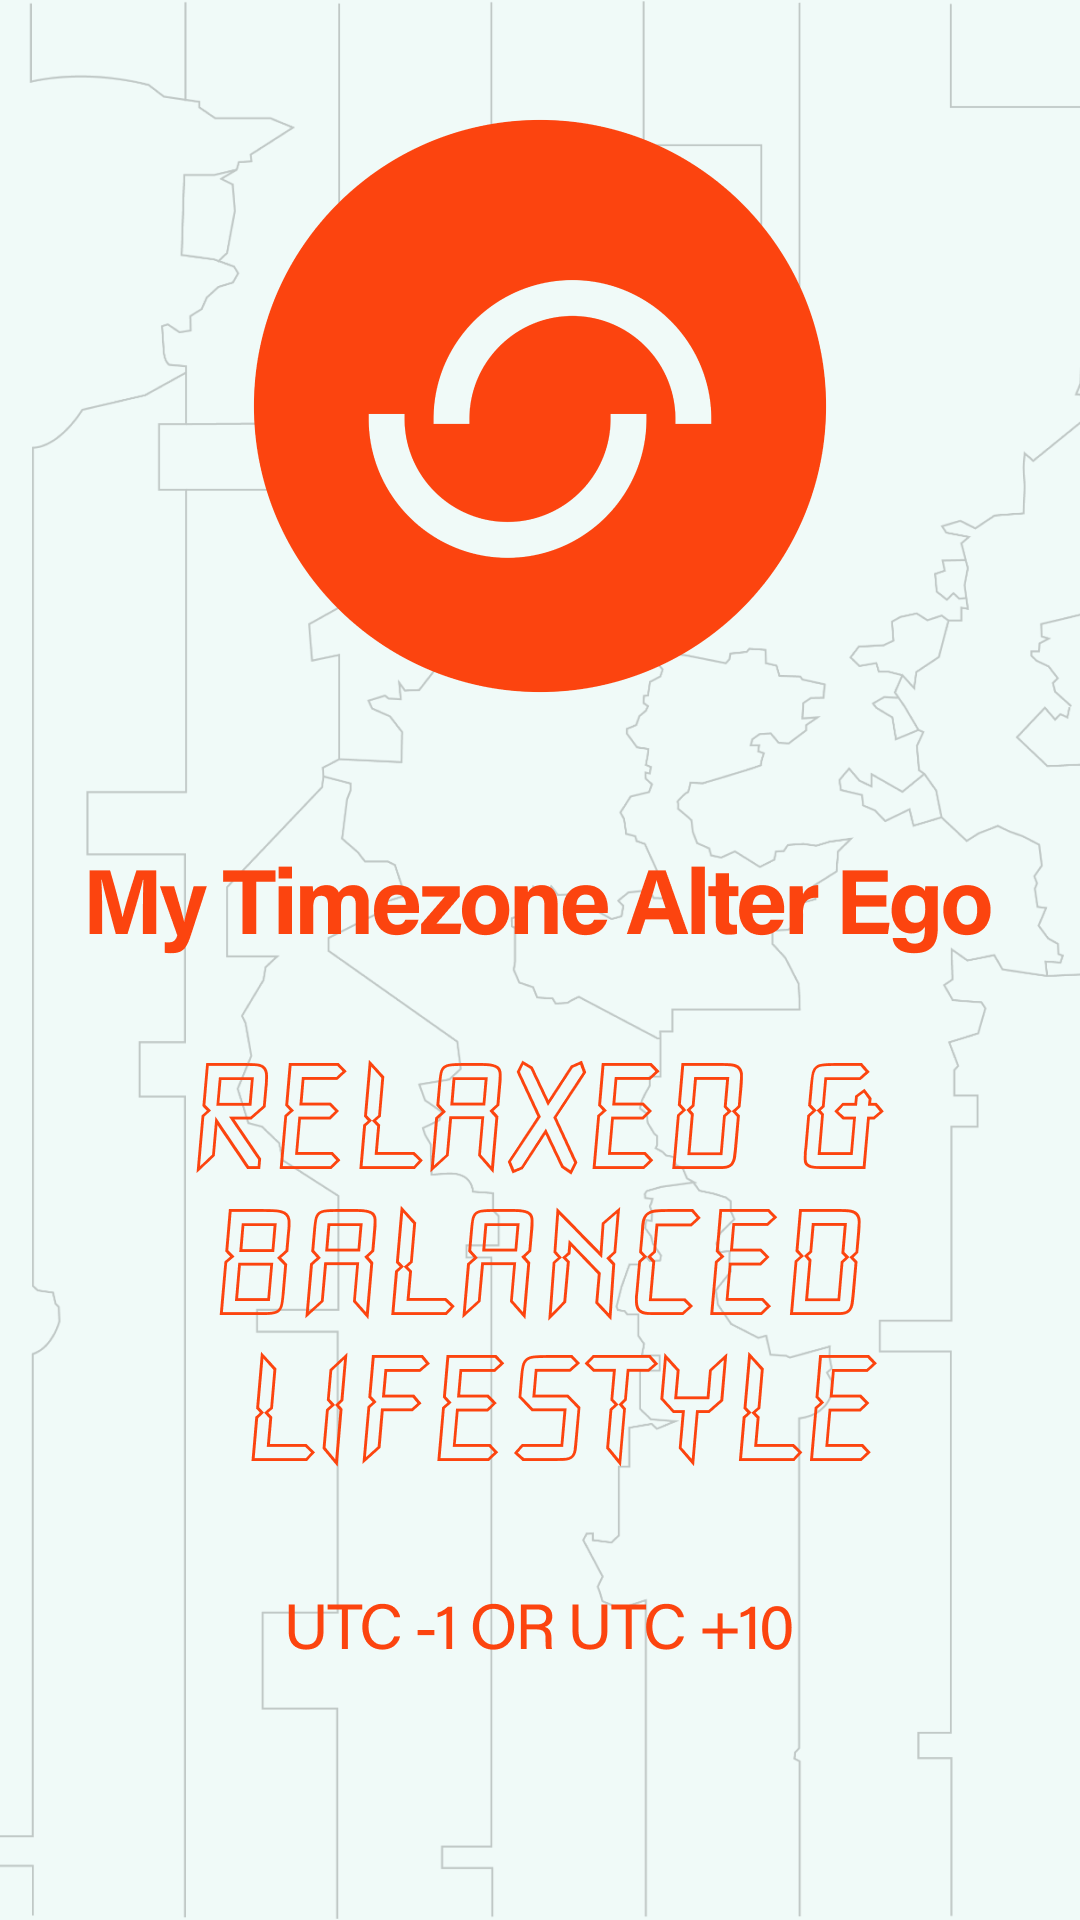 My Timezone Alter Ego
RELAXED &
BALANCED
LIFESTYLE
UTC -1 OR UTC +10